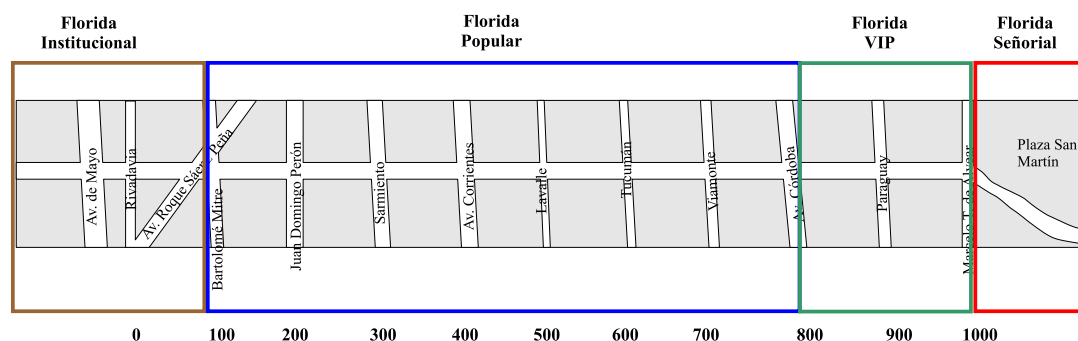 Florida
Institucional
Florida
Popular
Florida
VIP
Florida
Señorial
Av. de Mayo
Rivadavia
Av. Roque Sáenz Peña
Bartolomé Mitre
Juan Domingo Perón
Sarmiento
Av. Corrientes
Lavalle
Tucumán
Viamonte
Av. Córdoba
Paraguay
Marcelo T. de Alvear
Plaza San
Martín
0
100
200
300
400
500
600
700
800
900
1000